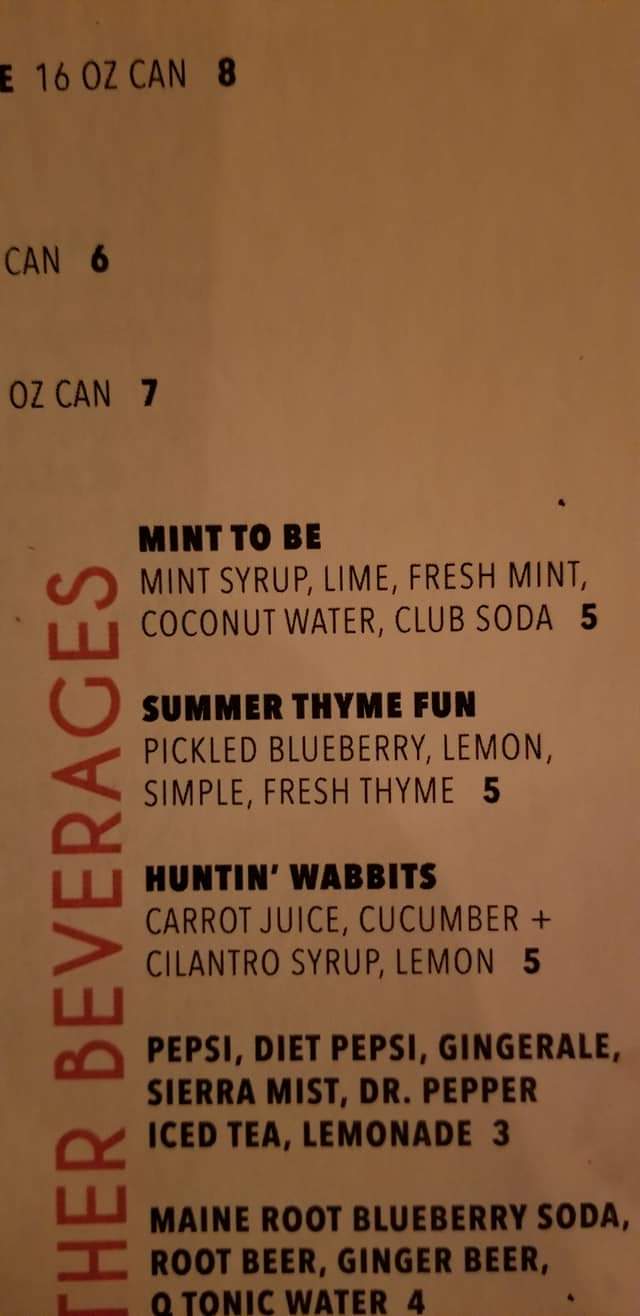 E 16 OZ CAN 8
CAN 6
OZ CAN 7
THER BEVERAGES
MINT TO BE
MINT SYRUP, LIME, FRESH MINT,
COCONUT WATER, CLUB SODA 5
SUMMER THYME FUN
PICKLED BLUEBERRY, LEMON,
SIMPLE, FRESH THYME 5
HUNTIN' WABBITS
CARROT JUICE, CUCUMBER +
CILANTRO SYRUP, LEMON 5
PEPSI, DIET PEPSI, GINGERALE,
SIERRA MIST, DR. PEPPER
ICED TEA, LEMONADE 3
MAINE ROOT BLUEBERRY SODA,
ROOT BEER, GINGER BEER,
Q TONIC WATER 4